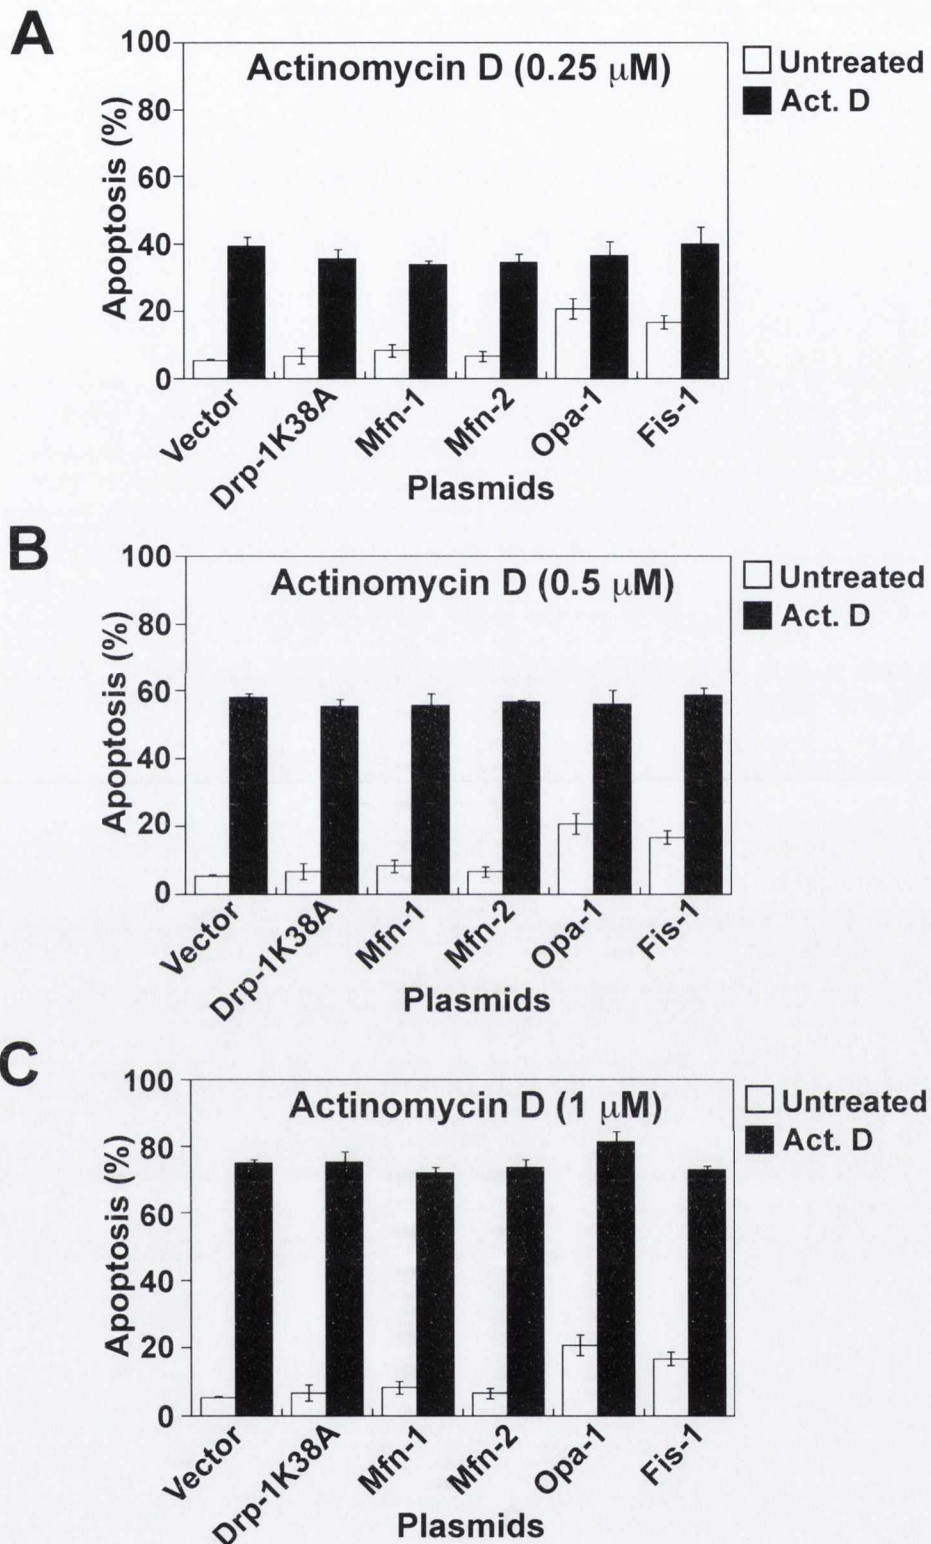 A
Actinomycin D (0.25 µM)
Untreated
Act. D
Apoptosis (%)
100
80
60
40
20
0
Vector
Drp-1K38A
Mfn-1
Mfn-2
Opa-1
Fis-1
Plasmids
B
Actinomycin D (0.5 µM)
Untreated
Act. D
Apoptosis (%)
100
80
60
40
20
0
Vector
Drp-1K38A
Mfn-1
Mfn-2
Opa-1
Fis-1
Plasmids
C
Actinomycin D (1 µM)
Untreated
Act. D
Apoptosis (%)
100
80
60
40
20
0
Vector
Drp-1K38A
Mfn-1
Mfn-2
Opa-1
Fis-1
Plasmids